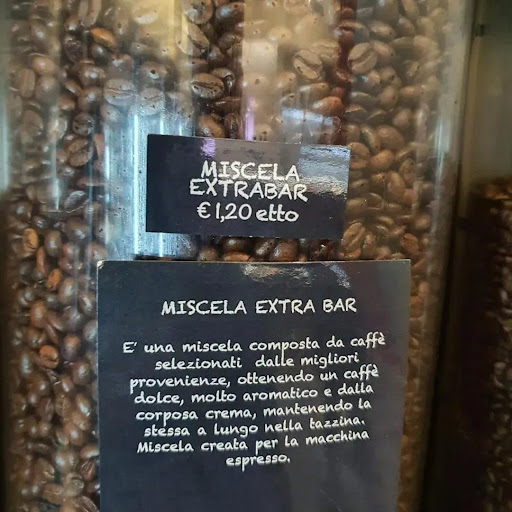 MISCELA
EXTRABAR
€ 1,20 etto
MISCELA EXTRA BAR
E' una miscela composta da caffè
selezionati dalle migliori
provenienze, ottenendo un caffè
dolce, molto aromatico e dalla
corposa crema, mantenendo la
stessa a lungo nella tazzina.
Miscela creata per la macchina
espresso.